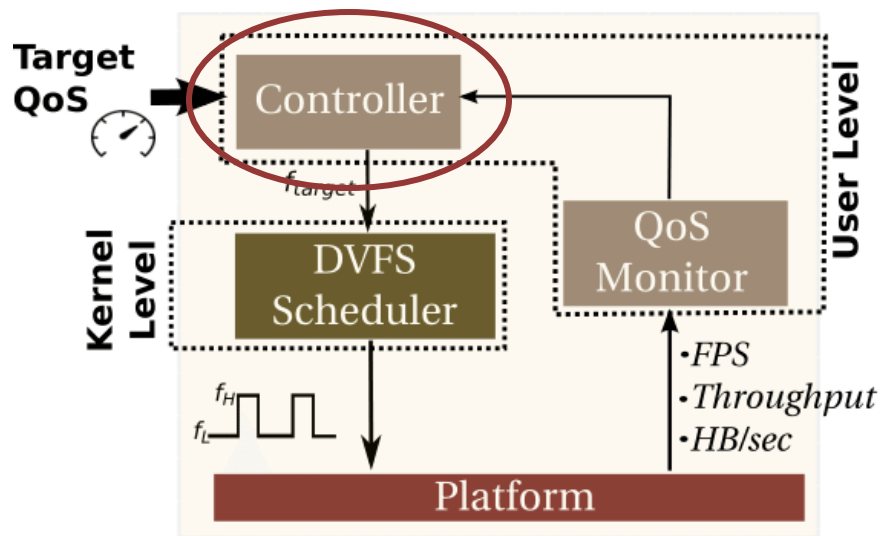 Target
QoS
Controller
f_target
User Level
QoS
Monitor
Kernel
Level
DVFS
Scheduler
f_H
f_L
•FPS
•Throughput
•HB/sec
Platform